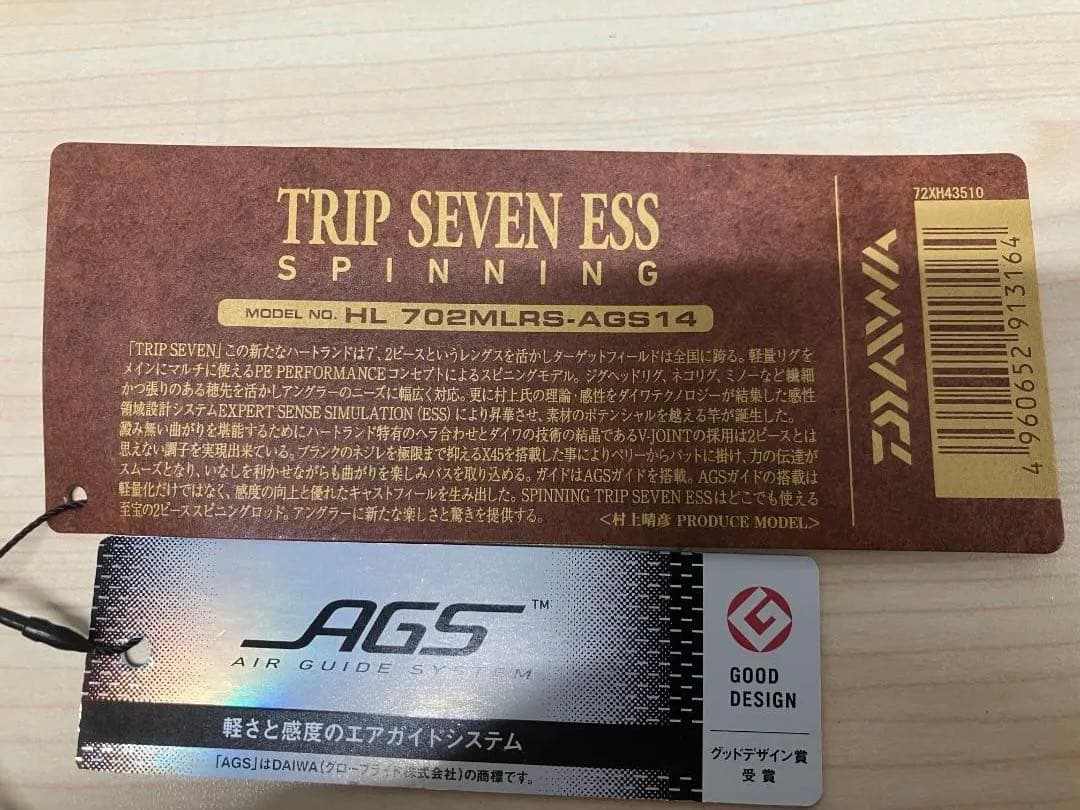 TRIP SEVEN ESS
SPINNING
MODEL NO. HL 702MLRS-AGS14
「TRIP SEVEN」この新たなハートランドは7'、2ピースというレングスを活かしターゲットフィールドは全国に跨る。軽量リグを
メインにマルチに使えるPE PERFORMANCEコンセプトによるスピニングモデル。ジグヘッドリグ、ネコリグ、ミノーなど繊細
かつ張りのある穂先を活かしアングラーのニーズに幅広く対応。更に村上氏の理論・感性をダイワテクノロジーが結集した感性
領域設計システムEXPERT SENSE SIMULATION (ESS) により昇華させ、素材のポテンシャルを越える竿が誕生した。
澱み無い曲がりを堪能するためにハートランド特有のヘラ合わせとダイワの技術の結晶であるV-JOINTの採用は2ピースとは
思えない調子を実現出来ている。ブランクのネジレを極限まで抑えるX45を搭載した事によりベリーからバットに掛け、力の伝達が
スムーズとなり、いなしを利かせながらも曲がりを楽しみバスを取り込める。ガイドはAGSガイドを搭載。AGSガイドの搭載は
軽量化だけではなく、感度の向上と優れたキャストフィールを生み出した。SPINNING TRIP SEVEN ESSはどこでも使える
至宝の2ピーススピニングロッド。アングラーに新たな楽しさと驚きを提供する。
<村上晴彦 PRODUCE MODEL>
DAIWA
72XH43510
4 960652 913164
AGS™
AIR GUIDE SYSTEM
軽さと感度のエアガイドシステム
「AGS」はDAIWA(グローブライド株式会社)の商標です。
GOOD
DESIGN
グッドデザイン賞
受賞